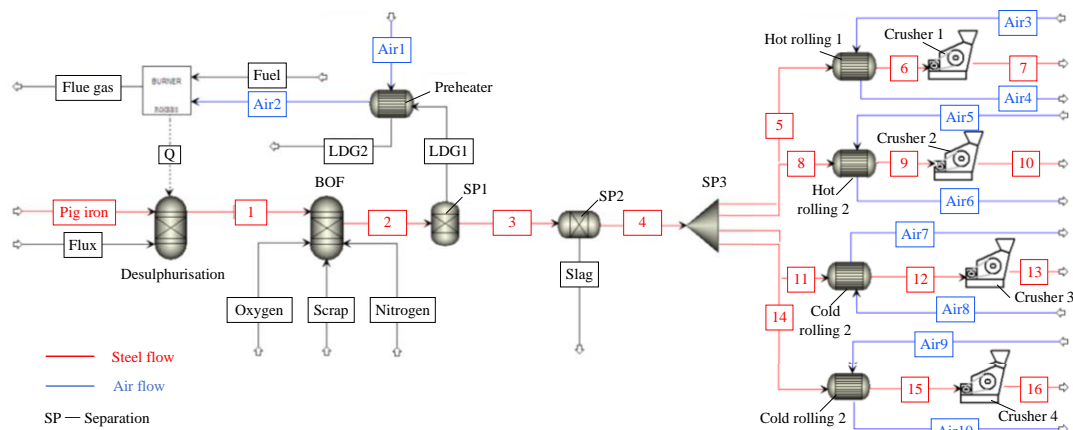 Air3
Hot rolling 1
Crusher 1
6
7
Air1
BURNER
Fuel
Flue gas
Preheater
Air4
Air2
Air5
5
Crusher 2
LDG2
LDG1
8
9
10
Q
BOF
SP1
Hot
rolling 2
SP2
SP3
Air6
Pig iron
1
2
3
4
Flux
Air7
Desulphurisation
Slag
11
12
13
Cold
rolling 2
Crusher 3
Oxygen
Scrap
Nitrogen
14
Air8
Air9
Steel flow
Air flow
15
16
SP — Separation
Cold rolling 2
Crusher 4
Air10